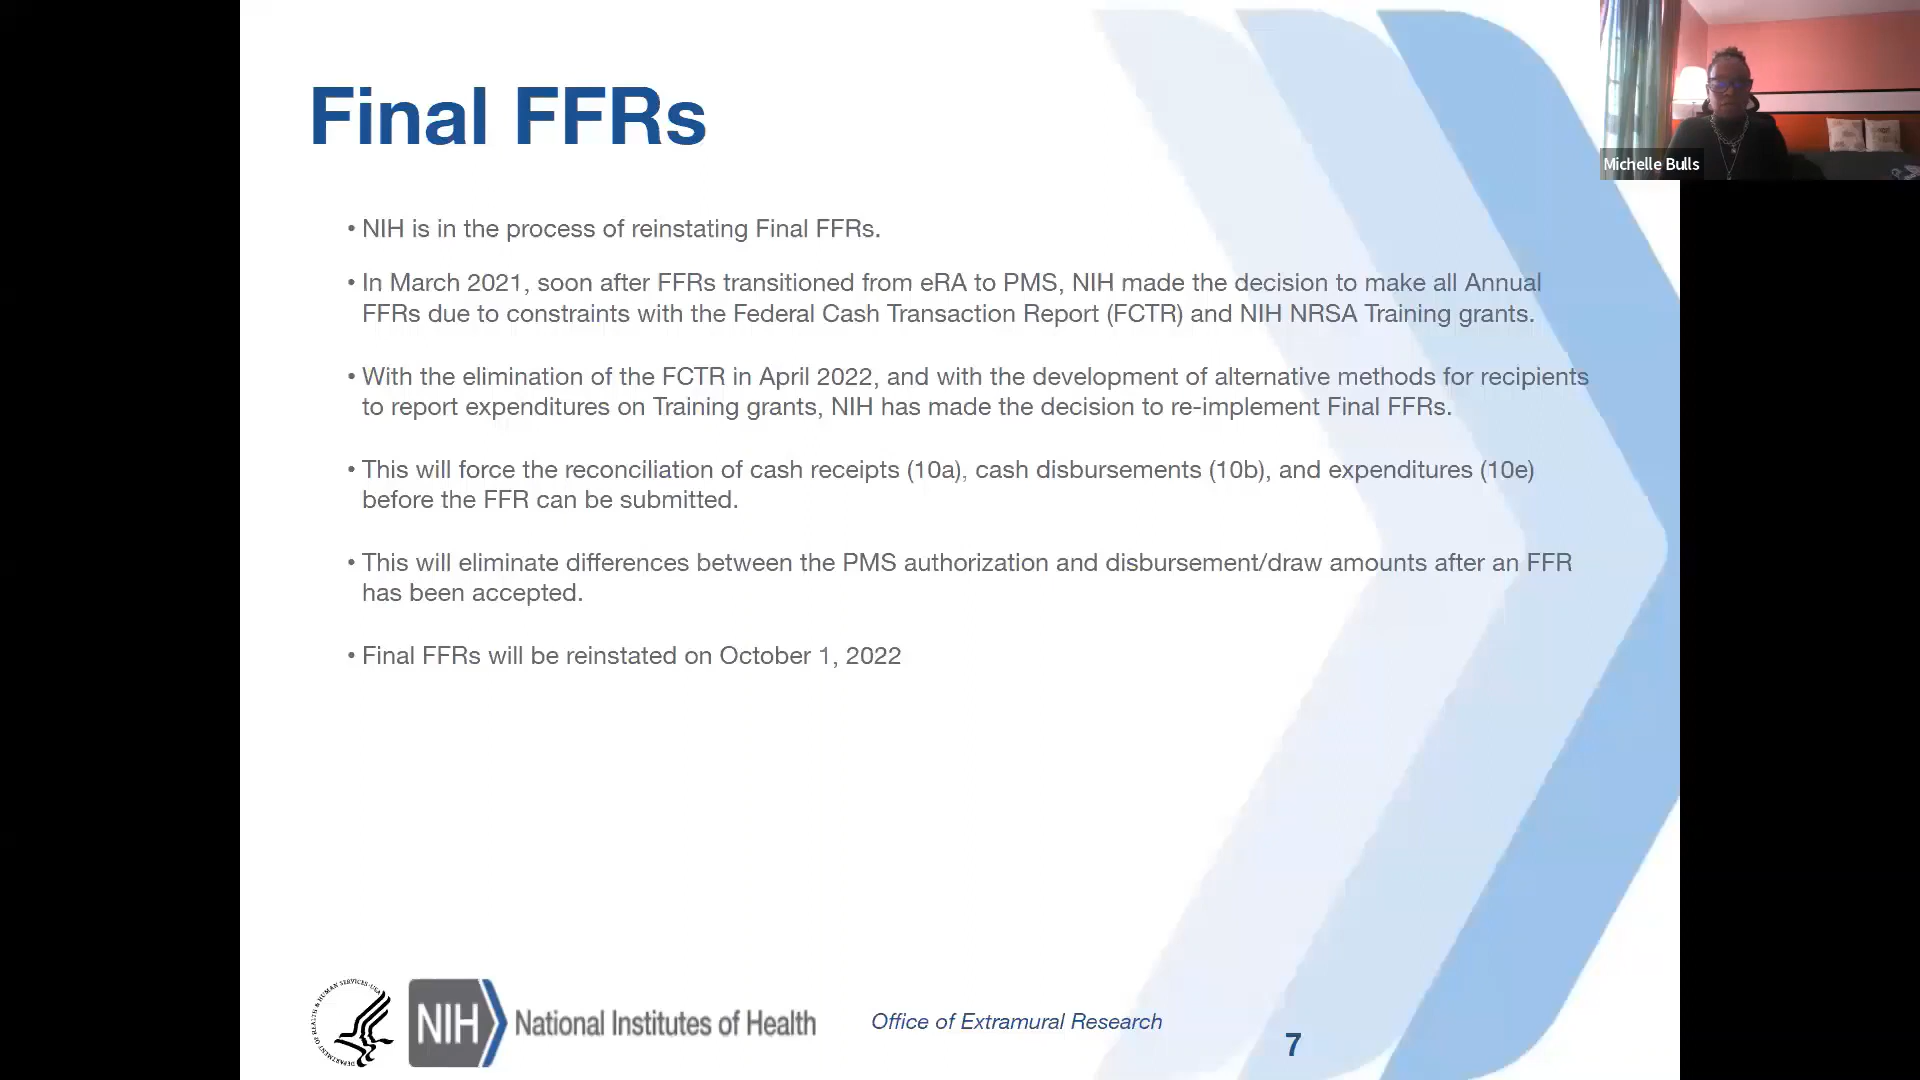 Final FFRs
Michelle Bulls
• NIH is in the process of reinstating Final FFRs.
• In March 2021, soon after FFRs transitioned from eRA to PMS, NIH made the decision to make all Annual
FFRs due to constraints with the Federal Cash Transaction Report (FCTR) and NIH NRSA Training grants.
• With the elimination of the FCTR in April 2022, and with the development of alternative methods for recipients
to report expenditures on Training grants, NIH has made the decision to re-implement Final FFRs.
• This will force the reconciliation of cash receipts (10a), cash disbursements (10b), and expenditures (10e)
before the FFR can be submitted.
• This will eliminate differences between the PMS authorization and disbursement/draw amounts after an FFR
has been accepted.
• Final FFRs will be reinstated on October 1, 2022
DEPARTMENT OF HEALTH & HUMAN SERVICES·USA
NIH National Institutes of Health
Office of Extramural Research
7